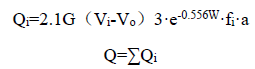 Qᵢ=2.1G（Vᵢ-Vₒ）3·e⁻⁰·⁵⁵⁶ᵂ·fᵢ·a
Q=∑Qᵢ